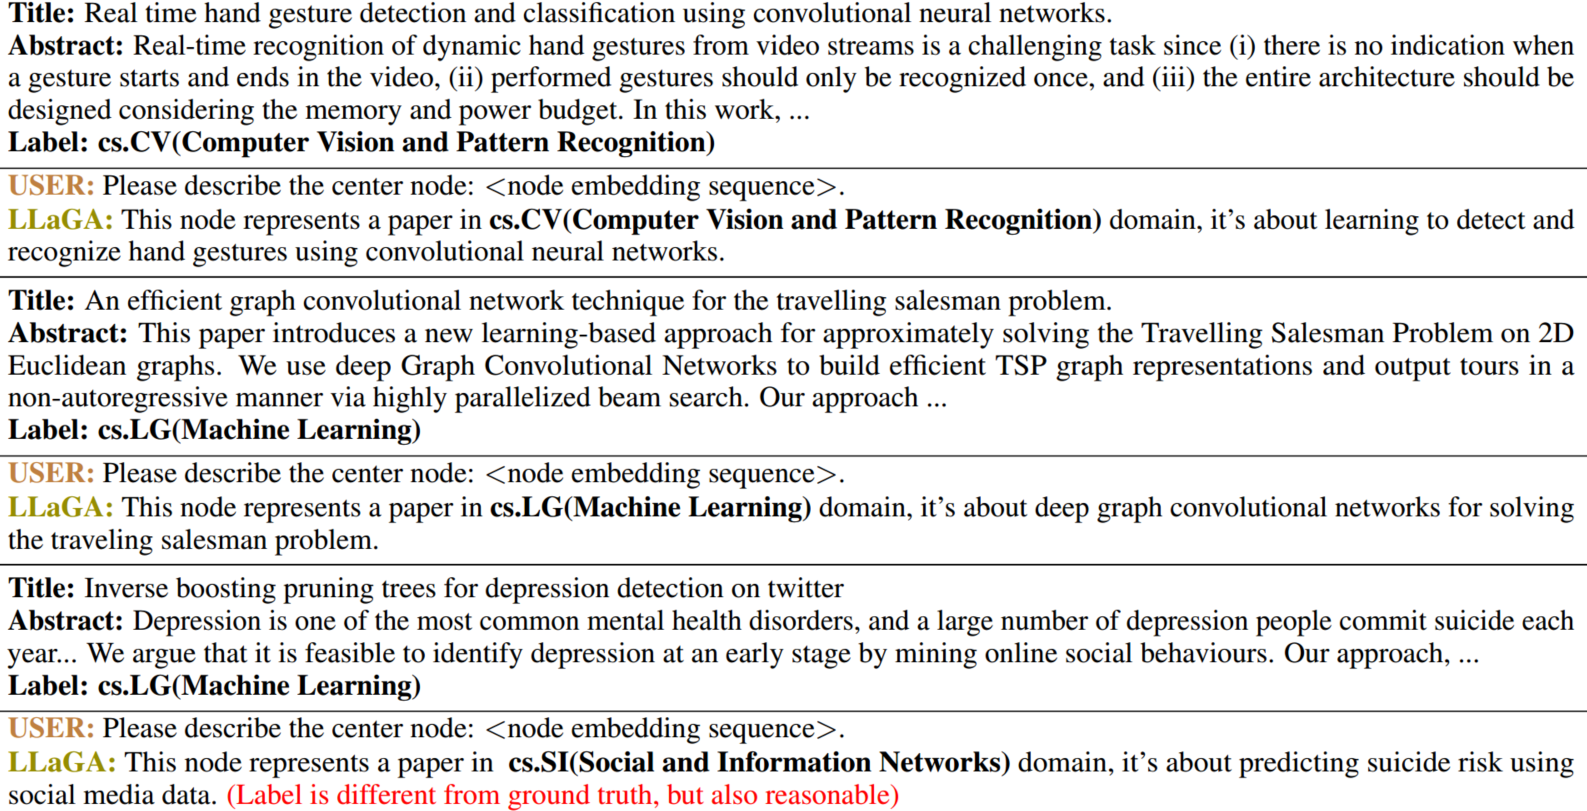 Title: Real time hand gesture detection and classification using convolutional neural networks.
Abstract: Real-time recognition of dynamic hand gestures from video streams is a challenging task since (i) there is no indication when
a gesture starts and ends in the video, (ii) performed gestures should only be recognized once, and (iii) the entire architecture should be
designed considering the memory and power budget. In this work, ...
Label: cs.CV(Computer Vision and Pattern Recognition)
USER: Please describe the center node: <node embedding sequence>.
LLaGA: This node represents a paper in cs.CV(Computer Vision and Pattern Recognition) domain, it's about learning to detect and
recognize hand gestures using convolutional neural networks.
Title: An efficient graph convolutional network technique for the travelling salesman problem.
Abstract: This paper introduces a new learning-based approach for approximately solving the Travelling Salesman Problem on 2D
Euclidean graphs. We use deep Graph Convolutional Networks to build efficient TSP graph representations and output tours in a
non-autoregressive manner via highly parallelized beam search. Our approach ...
Label: cs.LG(Machine Learning)
USER: Please describe the center node: <node embedding sequence>.
LLaGA: This node represents a paper in cs.LG(Machine Learning) domain, it's about deep graph convolutional networks for solving
the traveling salesman problem.
Title: Inverse boosting pruning trees for depression detection on twitter
Abstract: Depression is one of the most common mental health disorders, and a large number of depression people commit suicide each
year... We argue that it is feasible to identify depression at an early stage by mining online social behaviours. Our approach, ...
Label: cs.LG(Machine Learning)
USER: Please describe the center node: <node embedding sequence>.
LLaGA: This node represents a paper in cs.SI(Social and Information Networks) domain, it's about predicting suicide risk using
social media data. (Label is different from ground truth, but also reasonable)